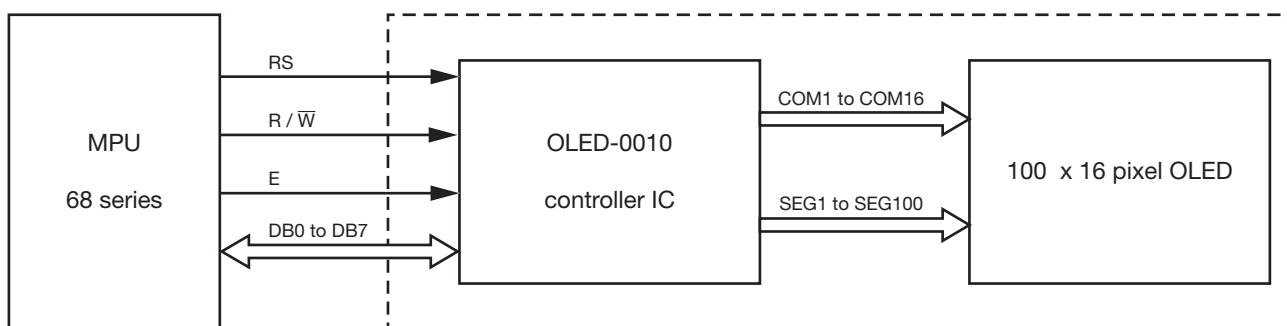 MPU
68 series
RS
R / W̅
E
DB0 to DB7
OLED-0010
controller IC
COM1 to COM16
SEG1 to SEG100
100 x 16 pixel OLED